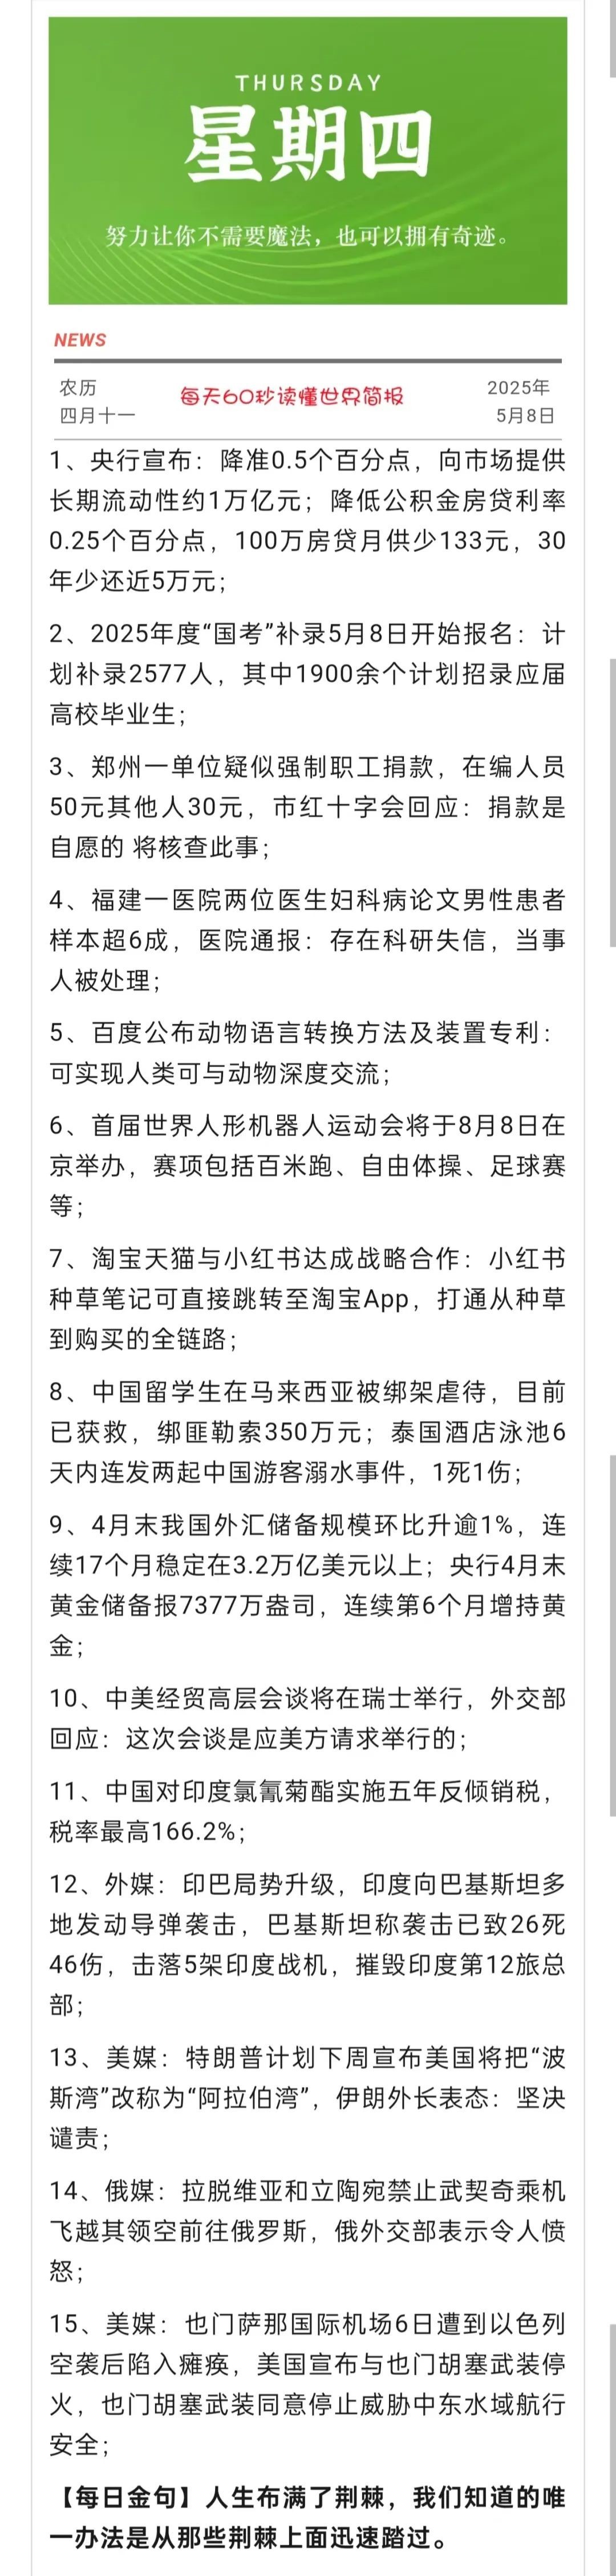 THURSDAY
星期四
努力让你不需要魔法，也可以拥有奇迹。
NEWS
农历
四月十一
每天60秒读懂世界简报
2025年
5月8日
1、央行宣布：降准0.5个百分点，向市场提供
长期流动性约1万亿元；降低公积金房贷利率
0.25个百分点，100万房贷月供少133元，30
年少还近5万元；
2、2025年度“国考”补录5月8日开始报名：计
划补录2577人，其中1900余个计划招录应届
高校毕业生；
3、郑州一单位疑似强制职工捐款，在编人员
50元其他人30元，市红十字会回应：捐款是
自愿的 将核查此事；
4、福建一医院两位医生妇科病论文男性患者
样本超6成，医院通报：存在科研失信，当事
人被处理；
5、百度公布动物语言转换方法及装置专利：
可实现人类可与动物深度交流；
6、首届世界人形机器人运动会将于8月8日在
京举办，赛项包括百米跑、自由体操、足球赛
等；
7、淘宝天猫与小红书达成战略合作：小红书
种草笔记可直接跳转至淘宝App，打通从种草
到购买的全链路；
8、中国留学生在马来西亚被绑架虐待，目前
已获救，绑匪勒索350万元；泰国酒店泳池6
天内连发两起中国游客溺水事件，1死1伤；
9、4月末我国外汇储备规模环比升逾1%，连
续17个月稳定在3.2万亿美元以上；央行4月末
黄金储备报7377万盎司，连续第6个月增持黄
金；
10、中美经贸高层会谈将在瑞士举行，外交部
回应：这次会谈是应美方请求举行的；
11、中国对印度氯氰菊酯实施五年反倾销税，
税率最高166.2%；
12、外媒：印巴局势升级，印度向巴基斯坦多
地发动导弹袭击，巴基斯坦称袭击已致26死
46伤，击落5架印度战机，摧毁印度第12旅总
部；
13、美媒：特朗普计划下周宣布美国将把“波
斯湾”改称为“阿拉伯湾”，伊朗外长表态：坚决
谴责；
14、俄媒：拉脱维亚和立陶宛禁止武契奇乘机
飞越其领空前往俄罗斯，俄外交部表示令人愤
怒；
15、美媒：也门萨那国际机场6日遭到以色列
空袭后陷入瘫痪，美国宣布与也门胡塞武装停
火，也门胡塞武装同意停止威胁中东水域航行
安全；
【每日金句】人生布满了荆棘，我们知道的唯
一办法是从那些荆棘上面迅速踏过。